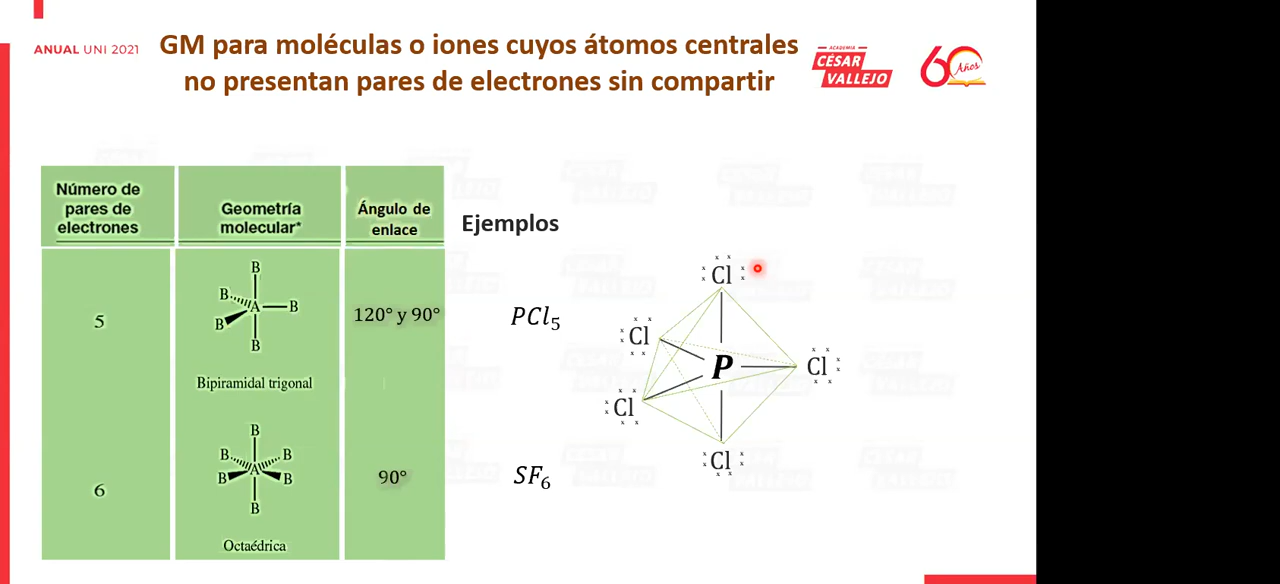 ANUAL UNI 2021
GM para moléculas o iones cuyos átomos centrales
no presentan pares de electrones sin compartir
ACADEMIA
CÉSAR
VALLEJO
60
Años
Número de
pares de
electrones
Geometría
molecular*
Ángulo de
enlace
Ejemplos
5
B
B
A
B
B
B
Bipiramidal trigonal
120° y 90°
PCl₅
Cl
Cl
P
Cl
Cl
Cl
6
B
B
B
A
B
B
B
Octaédrica
90°
SF₆